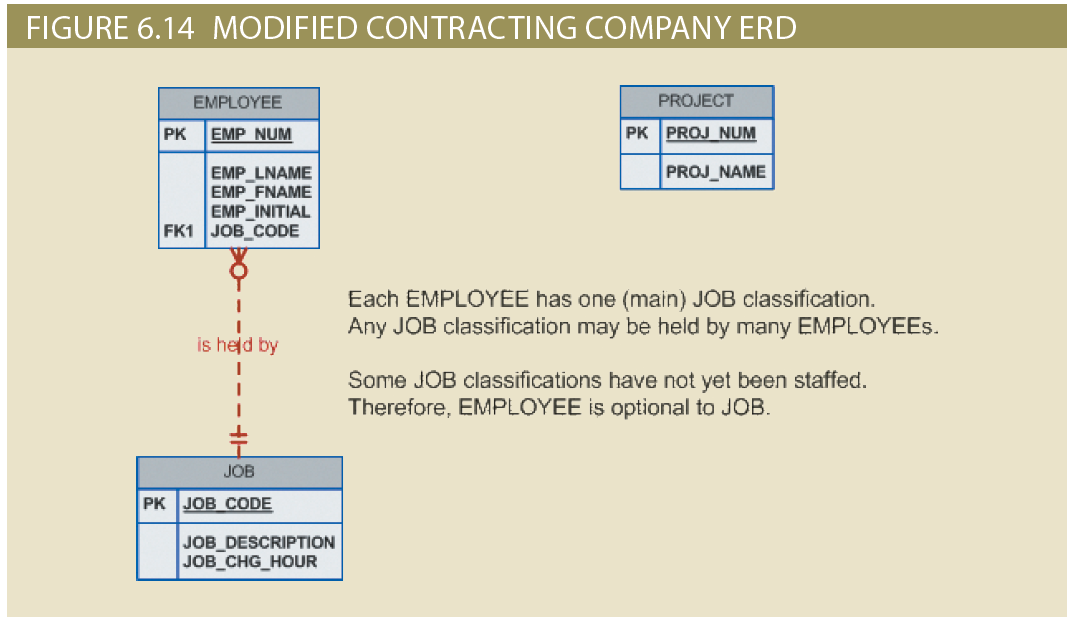 FIGURE 6.14 MODIFIED CONTRACTING COMPANY ERD
EMPLOYEE
PK EMP_NUM
EMP_LNAME
EMP_FNAME
EMP_INITIAL
FK1 JOB_CODE
PROJECT
PK PROJ_NUM
PROJ_NAME
Each EMPLOYEE has one (main) JOB classification.
Any JOB classification may be held by many EMPLOYEEs.
is held by
Some JOB classifications have not yet been staffed.
Therefore, EMPLOYEE is optional to JOB.
JOB
PK JOB_CODE
JOB_DESCRIPTION
JOB_CHG_HOUR